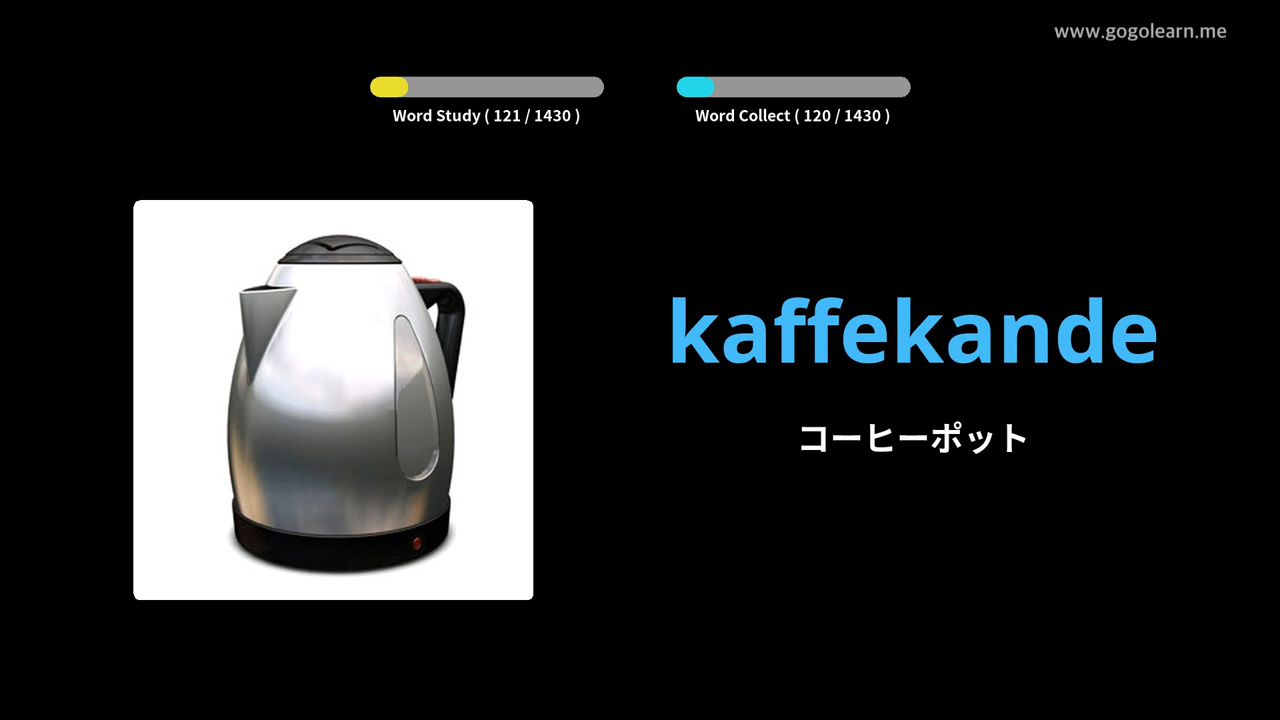 www.gogolearn.me
Word Study ( 121 / 1430 )
Word Collect ( 120 / 1430 )
kaffekande
コーヒーポット